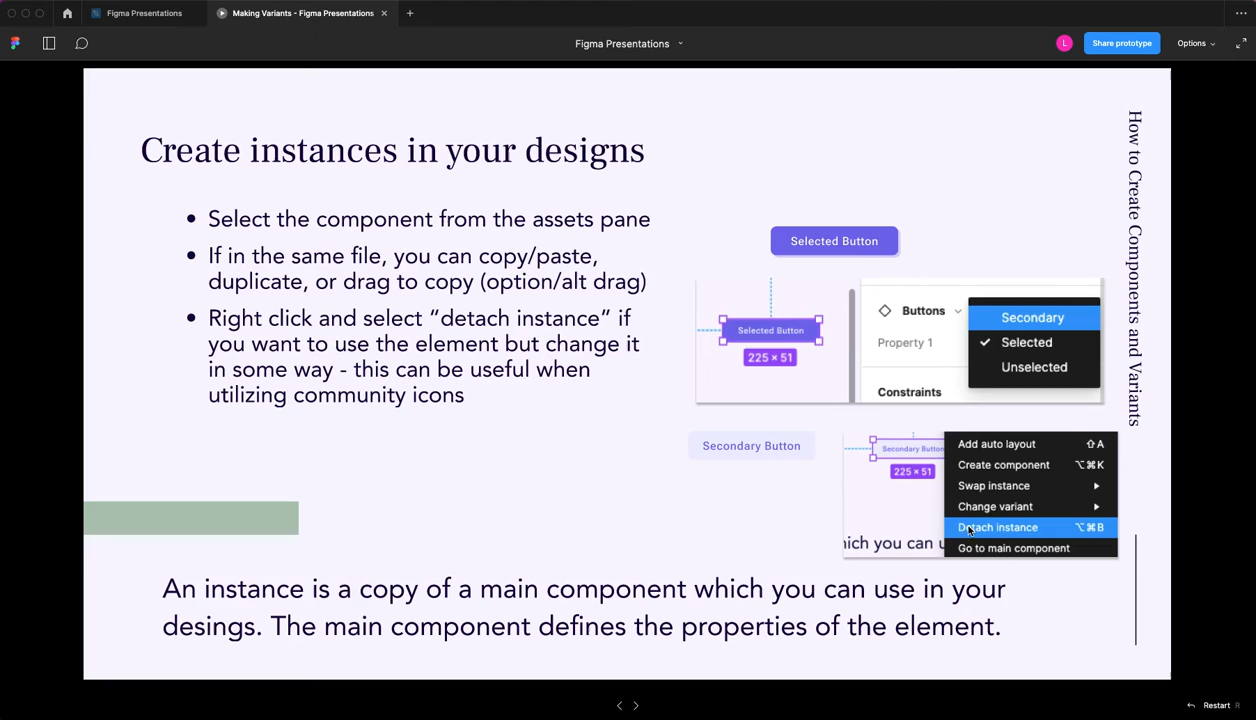 Figma Presentations
Making Variants - Figma Presentations
Figma Presentations
L
Share prototype
Options
Create instances in your designs
• Select the component from the assets pane
• If in the same file, you can copy/paste,
duplicate, or drag to copy (option/alt drag)
• Right click and select “detach instance” if
you want to use the element but change it
in some way - this can be useful when
utilizing community icons
How to Create Components and Variants
Selected Button
Selected Button
225 × 51
Buttons
Property 1
Constraints
Secondary
Selected
Unselected
Secondary Button
Secondary Button
225 × 51
Add auto layout ⇧A
Create component ⌥⌘K
Swap instance
Change variant
Detach instance ⌥⌘B
Go to main component
hich you can u
An instance is a copy of a main component which you can use in your
desings. The main component defines the properties of the element.
Restart R